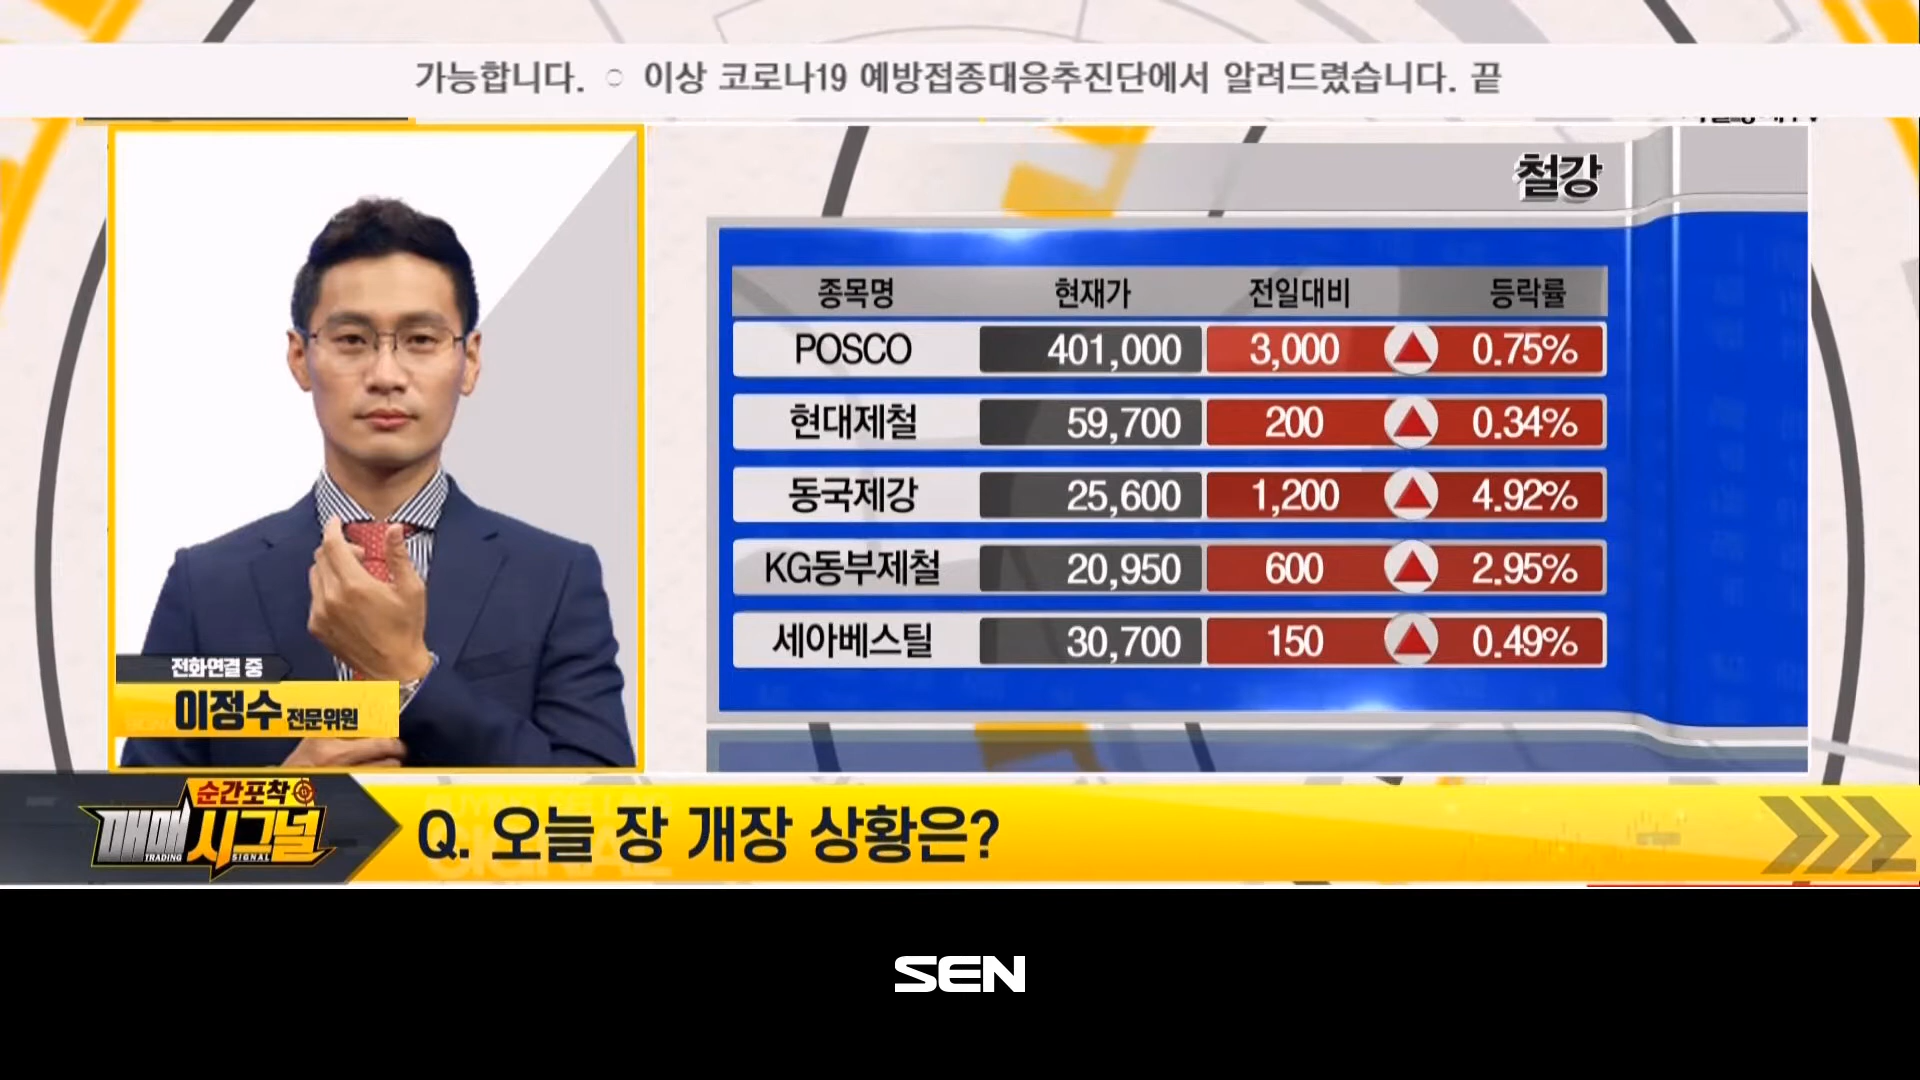 가능합니다. ○ 이상 코로나19 예방접종대응추진단에서 알려드렸습니다. 끝
철강
종목명 현재가 전일대비 등락률
POSCO 401,000 3,000 ▲ 0.75%
현대제철 59,700 200 ▲ 0.34%
동국제강 25,600 1,200 ▲ 4.92%
KG동부제철 20,950 600 ▲ 2.95%
세아베스틸 30,700 150 ▲ 0.49%
전화연결 중
이정수 전문위원
순간포착
매매 시그널
TRADING SIGNAL
Q. 오늘 장 개장 상황은?
SEN